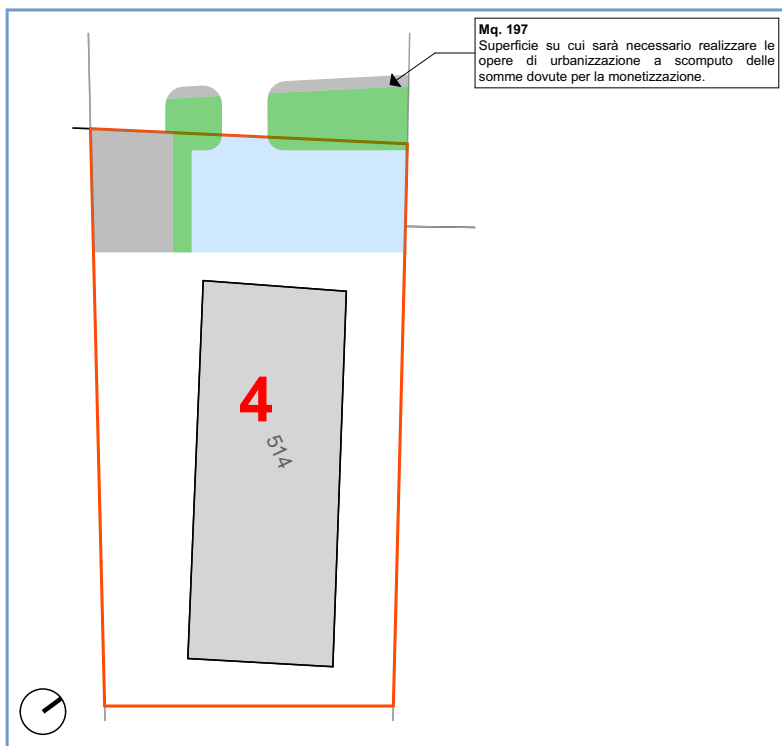 Mq. 197
Superficie su cui sarà necessario realizzare le
opere di urbanizzazione a scomputo delle
somme dovute per la monetizzazione.
4
514